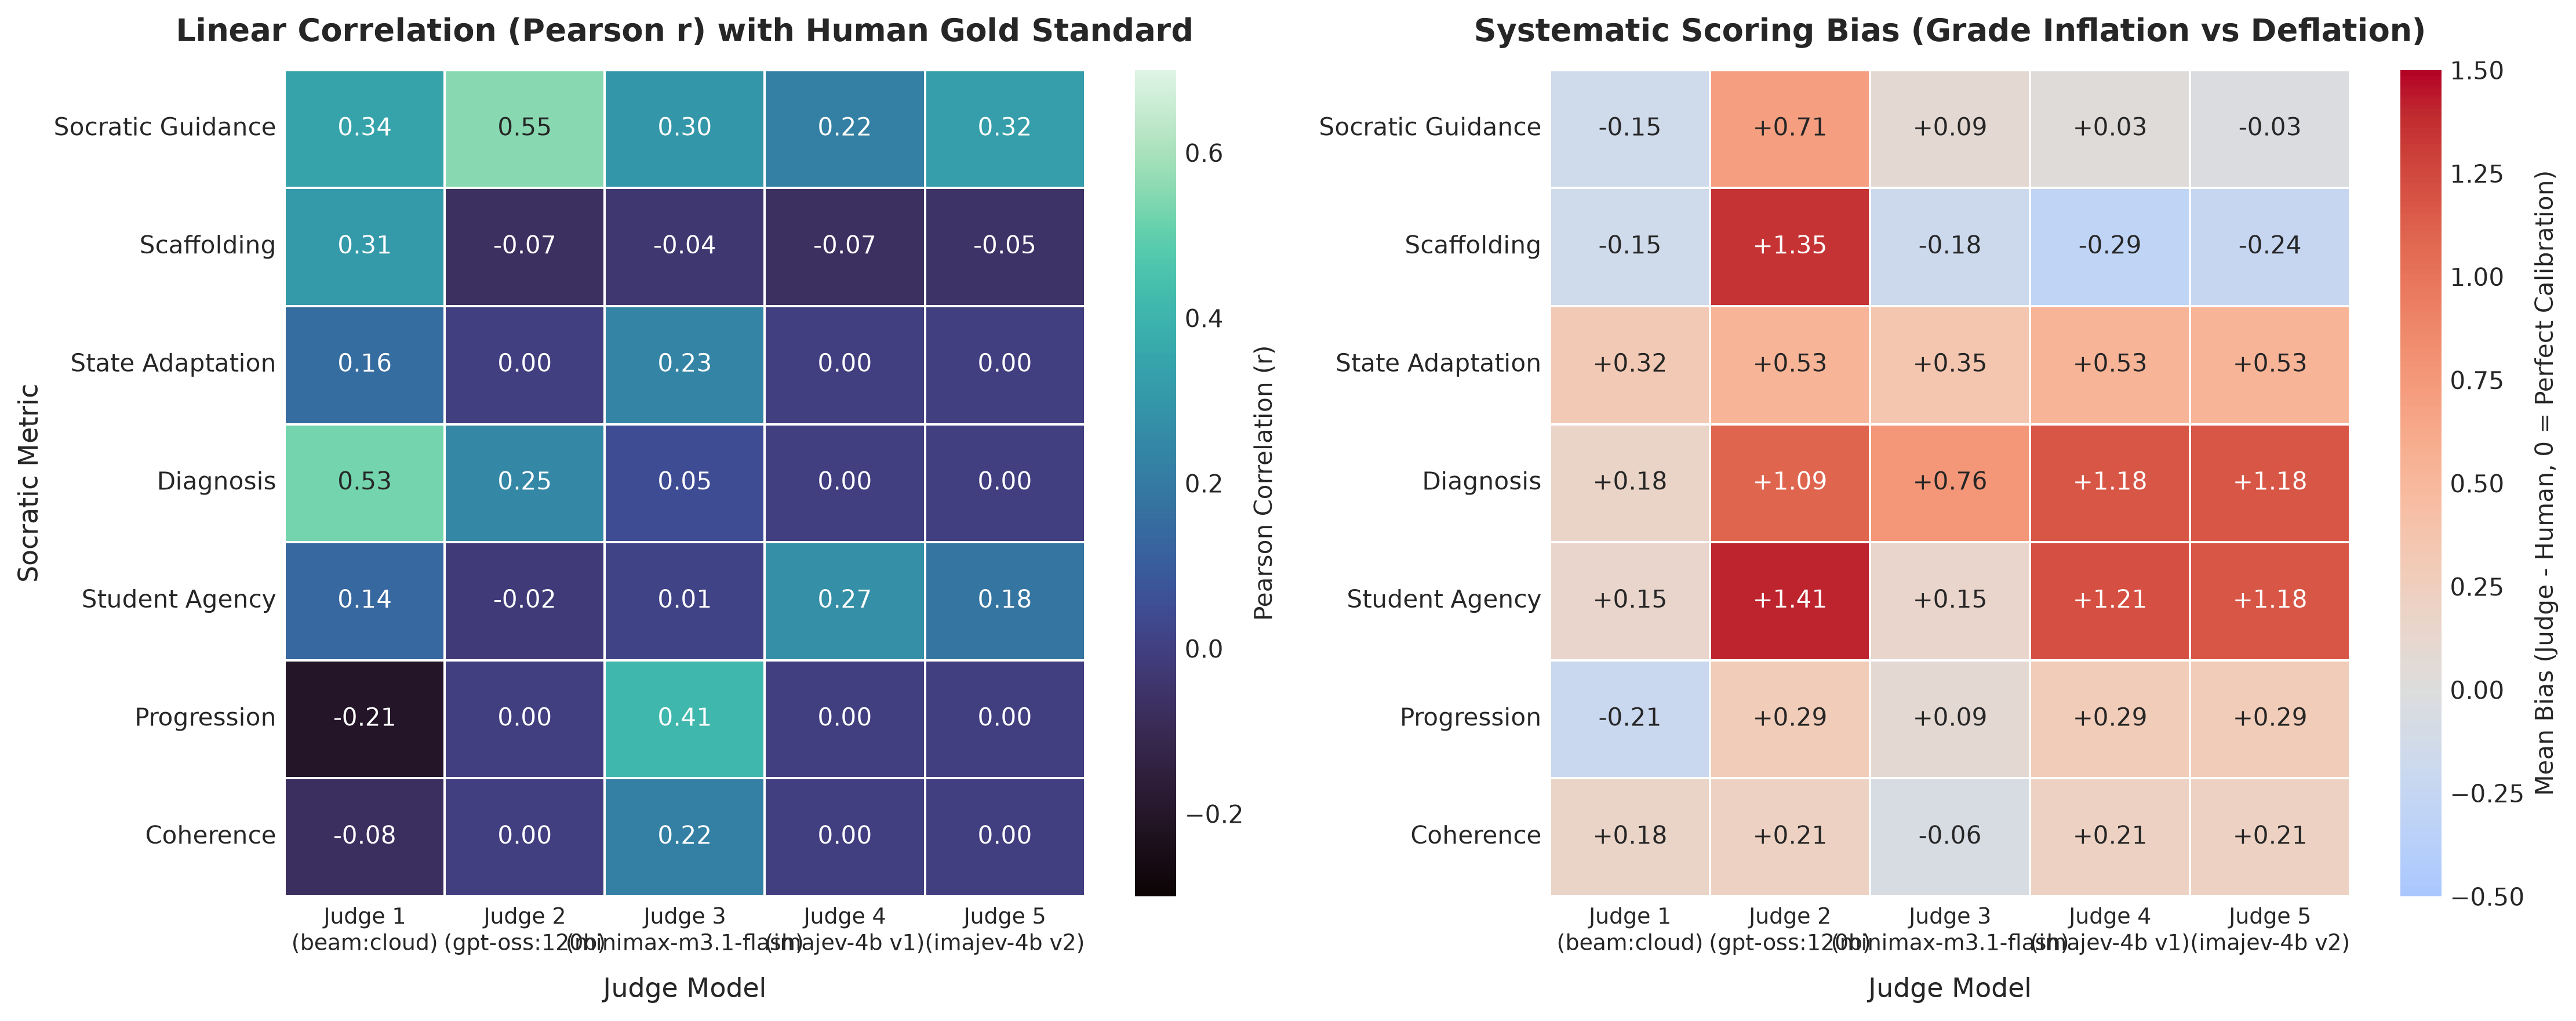 Linear Correlation (Pearson r) with Human Gold Standard
Socratic Metric
Socratic Guidance 0.34 0.55 0.30 0.22 0.32
Scaffolding 0.31 -0.07 -0.04 -0.07 -0.05
State Adaptation 0.16 0.00 0.23 0.00 0.00
Diagnosis 0.53 0.25 0.05 0.00 0.00
Student Agency 0.14 -0.02 0.01 0.27 0.18
Progression -0.21 0.00 0.41 0.00 0.00
Coherence -0.08 0.00 0.22 0.00 0.00
Judge 1 Judge 2 Judge 3 Judge 4 Judge 5
(beam:cloud) (gpt-oss:120b) (minimax-m3.1-flash) (imajev-4b v1) (imajev-4b v2)
Judge Model
0.6
0.4
0.2
0.0
−0.2
Pearson Correlation (r)
Systematic Scoring Bias (Grade Inflation vs Deflation)
Socratic Guidance -0.15 +0.71 +0.09 +0.03 -0.03
Scaffolding -0.15 +1.35 -0.18 -0.29 -0.24
State Adaptation +0.32 +0.53 +0.35 +0.53 +0.53
Diagnosis +0.18 +1.09 +0.76 +1.18 +1.18
Student Agency +0.15 +1.41 +0.15 +1.21 +1.18
Progression -0.21 +0.29 +0.09 +0.29 +0.29
Coherence +0.18 +0.21 -0.06 +0.21 +0.21
Judge 1 Judge 2 Judge 3 Judge 4 Judge 5
(beam:cloud) (gpt-oss:120b) (minimax-m3.1-flash) (imajev-4b v1) (imajev-4b v2)
Judge Model
1.50
1.25
1.00
0.75
0.50
0.25
0.00
−0.25
−0.50
Mean Bias (Judge - Human, 0 = Perfect Calibration)